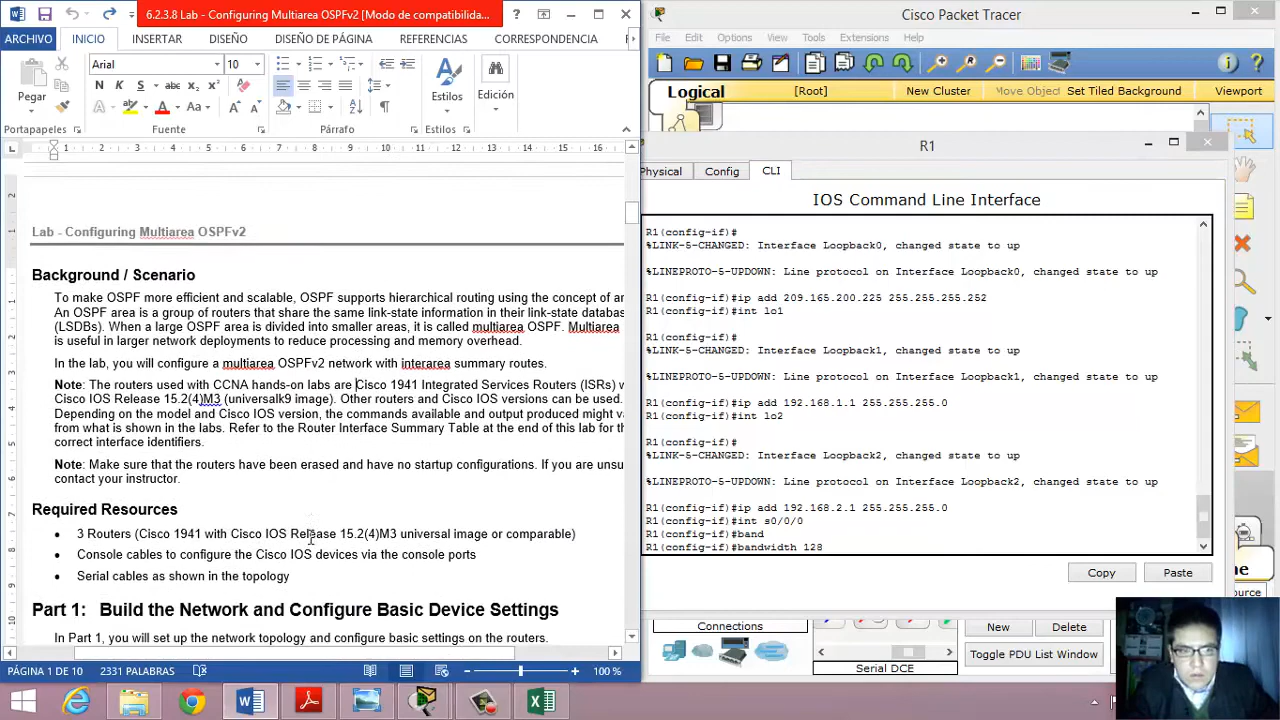 6.2.3.8 Lab - Configuring Multiarea OSPFv2 [Modo de compatibilida...
ARCHIVO INICIO INSERTAR DISEÑO DISEÑO DE PÁGINA REFERENCIAS CORRESPONDENCIA
Arial 10
Pegar
N K S abc x₂ x²
Estilos Edición
A Aa A A
Portapapeles Fuente Párrafo Estilos
1 2 3 4 5 6 7 8 9 10 11 12 13 14 15 16
Lab - Configuring Multiarea OSPFv2
Background / Scenario
To make OSPF more efficient and scalable, OSPF supports hierarchical routing using the concept of ar
An OSPF area is a group of routers that share the same link-state information in their link-state databas
(LSDBs). When a large OSPF area is divided into smaller areas, it is called multiarea OSPF. Multiarea
is useful in larger network deployments to reduce processing and memory overhead.
In the lab, you will configure a multiarea OSPFv2 network with interarea summary routes.
Note: The routers used with CCNA hands-on labs are Cisco 1941 Integrated Services Routers (ISRs) w
Cisco IOS Release 15.2(4)M3 (universalk9 image). Other routers and Cisco IOS versions can be used.
Depending on the model and Cisco IOS version, the commands available and output produced might va
from what is shown in the labs. Refer to the Router Interface Summary Table at the end of this lab for th
correct interface identifiers.
Note: Make sure that the routers have been erased and have no startup configurations. If you are unsu
contact your instructor.
Required Resources
• 3 Routers (Cisco 1941 with Cisco IOS Release 15.2(4)M3 universal image or comparable)
• Console cables to configure the Cisco IOS devices via the console ports
• Serial cables as shown in the topology
Part 1: Build the Network and Configure Basic Device Settings
In Part 1, you will set up the network topology and configure basic settings on the routers.
PÁGINA 1 DE 10 2331 PALABRAS 100 %
Cisco Packet Tracer
File Edit Options View Tools Extensions Help
Logical [Root] New Cluster Move Object Set Tiled Background Viewport
R1
Physical Config CLI
IOS Command Line Interface
R1(config-if)#
%LINK-5-CHANGED: Interface Loopback0, changed state to up
%LINEPROTO-5-UPDOWN: Line protocol on Interface Loopback0, changed state to up
R1(config-if)#ip add 209.165.200.225 255.255.255.252
R1(config-if)#int lo1
R1(config-if)#
%LINK-5-CHANGED: Interface Loopback1, changed state to up
%LINEPROTO-5-UPDOWN: Line protocol on Interface Loopback1, changed state to up
R1(config-if)#ip add 192.168.1.1 255.255.255.0
R1(config-if)#int lo2
R1(config-if)#
%LINK-5-CHANGED: Interface Loopback2, changed state to up
%LINEPROTO-5-UPDOWN: Line protocol on Interface Loopback2, changed state to up
R1(config-if)#ip add 192.168.2.1 255.255.255.0
R1(config-if)#int s0/0/0
R1(config-if)#band
R1(config-if)#bandwidth 128
Copy Paste
Connections
Serial DCE
New Delete
Toggle PDU List Window